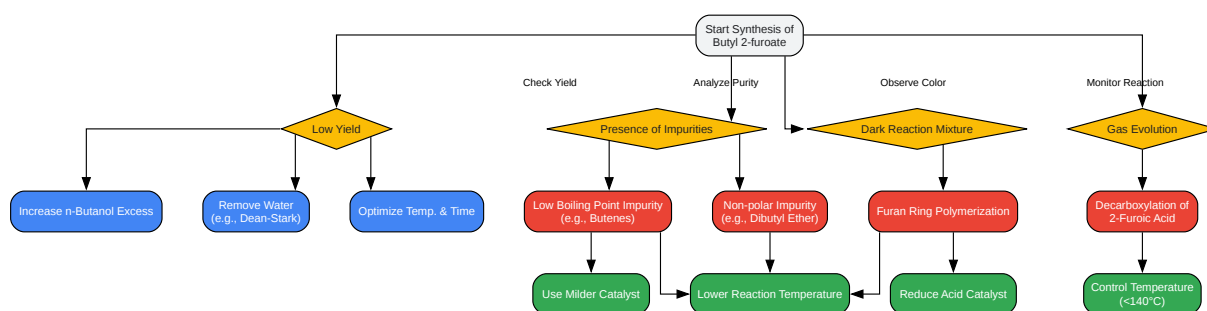 Start Synthesis of
Butyl 2-furoate
Check Yield
Analyze Purity
Observe Color
Monitor Reaction
Low Yield
Presence of Impurities
Dark Reaction Mixture
Gas Evolution
Increase n-Butanol Excess
Remove Water
(e.g., Dean-Stark)
Optimize Temp. & Time
Low Boiling Point Impurity
(e.g., Butenes)
Non-polar Impurity
(e.g., Dibutyl Ether)
Furan Ring Polymerization
Decarboxylation of
2-Furoic Acid
Use Milder Catalyst
Lower Reaction Temperature
Reduce Acid Catalyst
Control Temperature
(<140°C)